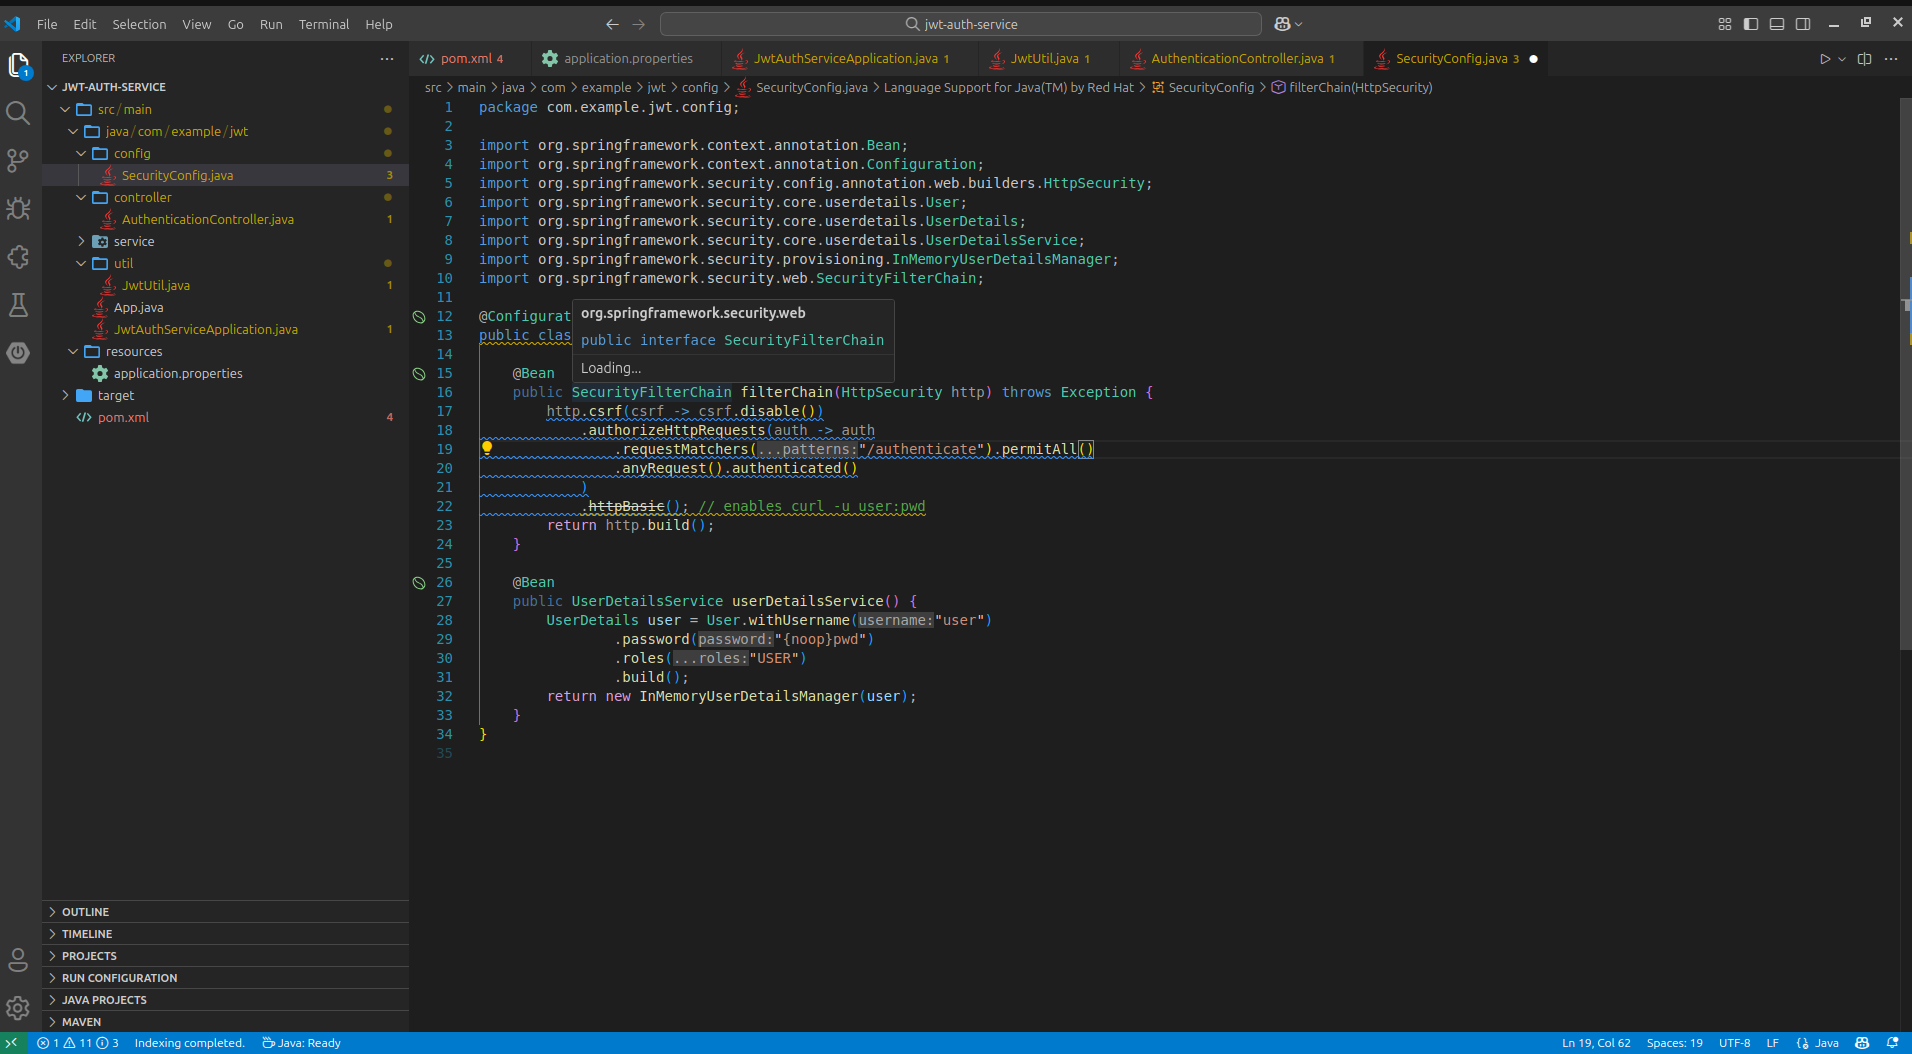 File Edit Selection View Go Run Terminal Help
jwt-auth-service
EXPLORER
JWT-AUTH-SERVICE
src/main
java/com/example/jwt
config
SecurityConfig.java 3
controller
AuthenticationController.java 1
service
util
JwtUtil.java 1
App.java
JwtAuthServiceApplication.java 1
resources
application.properties
target
pom.xml 4
OUTLINE
TIMELINE
PROJECTS
RUN CONFIGURATION
JAVA PROJECTS
MAVEN
1
pom.xml 4 application.properties JwtAuthServiceApplication.java 1 JwtUtil.java 1 AuthenticationController.java 1 SecurityConfig.java 3
src > main > java > com > example > jwt > config > SecurityConfig.java > Language Support for Java(TM) by Red Hat > SecurityConfig > filterChain(HttpSecurity)
1 package com.example.jwt.config;
2
3 import org.springframework.context.annotation.Bean;
4 import org.springframework.context.annotation.Configuration;
5 import org.springframework.security.config.annotation.web.builders.HttpSecurity;
6 import org.springframework.security.core.userdetails.User;
7 import org.springframework.security.core.userdetails.UserDetails;
8 import org.springframework.security.core.userdetails.UserDetailsService;
9 import org.springframework.security.provisioning.InMemoryUserDetailsManager;
10 import org.springframework.security.web.SecurityFilterChain;
11
12 @Configurat
13 public clas
14
org.springframework.security.web
public interface SecurityFilterChain
Loading...
15 @Bean
16 public SecurityFilterChain filterChain(HttpSecurity http) throws Exception {
17 http.csrf(csrf -> csrf.disable())
18 .authorizeHttpRequests(auth -> auth
19 .requestMatchers(...patterns:"/authenticate").permitAll()
20 .anyRequest().authenticated()
21 )
22 .httpBasic(); // enables curl -u user:pwd
23 return http.build();
24 }
25
26 @Bean
27 public UserDetailsService userDetailsService() {
28 UserDetails user = User.withUsername(username:"user")
29 .password(password:"{noop}pwd")
30 .roles(...roles:"USER")
31 .build();
32 return new InMemoryUserDetailsManager(user);
33 }
34 }
35
1 11 3 Indexing completed. Java: Ready Ln 19, Col 62 Spaces: 19 UTF-8 LF Java